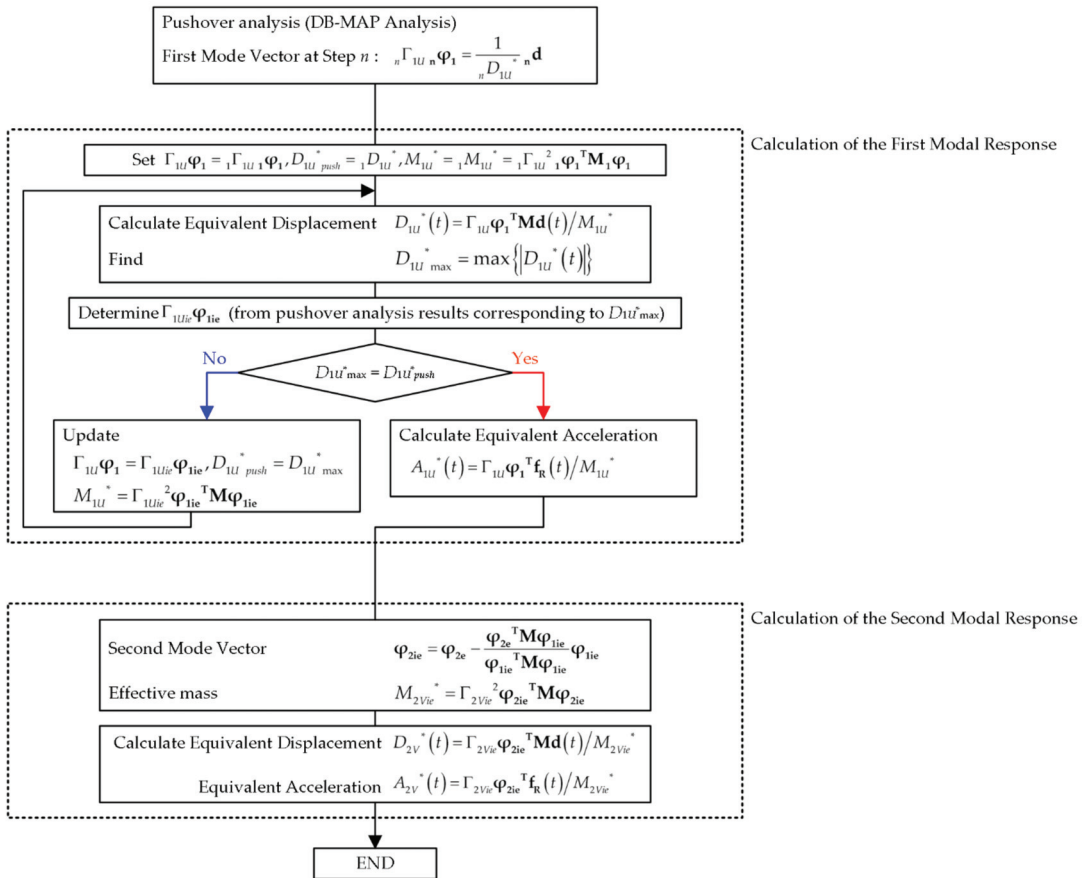 Pushover analysis (DB-MAP Analysis)
First Mode Vector at Step n : ₙΓ₁U ₙφ₁ = 1/(ₙD₁U*) ₙd
Calculation of the First Modal Response
Set Γ₁Uφ₁ = ₁Γ₁U ₁φ₁, D₁U*push = ₁D₁U*, M₁U* = ₁M₁U* = ₁Γ₁U² ₁φ₁ᵀM₁φ₁
Calculate Equivalent Displacement D₁U*(t) = Γ₁Uφ₁ᵀMd(t)/M₁U*
Find D₁U*max = max{|D₁U*(t)|}
Determine Γ₁Uieφ₁ie (from pushover analysis results corresponding to D₁U*max)
No
Yes
D₁U*max = D₁U*push
Update
Γ₁Uφ₁ = Γ₁Uieφ₁ie, D₁U*push = D₁U*max
M₁U* = Γ₁Uie²φ₁ieᵀMφ₁ie
Calculate Equivalent Acceleration
A₁U*(t) = Γ₁Uφ₁ᵀf_R(t)/M₁U*
Calculation of the Second Modal Response
Second Mode Vector φ₂ie = φ₂e − (φ₂eᵀMφ₁ie)/(φ₁ieᵀMφ₁ie) φ₁ie
Effective mass M₂Vie* = Γ₂Vie²φ₂ieᵀMφ₂ie
Calculate Equivalent Displacement D₂V*(t) = Γ₂Vieφ₂ieᵀMd(t)/M₂Vie*
Equivalent Acceleration A₂V*(t) = Γ₂Vieφ₂ieᵀf_R(t)/M₂Vie*
END